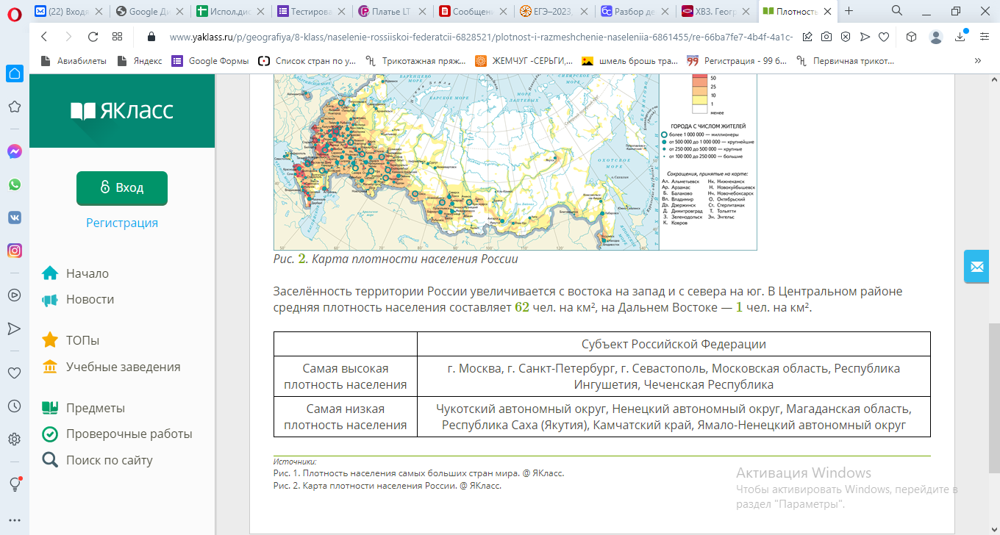 (22) Входя
Google Ди
Испол.дис
Тестирова
Платье LT
Сообщени
ЕГЭ–2023,
Разбор де
ХВЗ. Геогр
Плотность
www.yaklass.ru/p/geografiya/8-klass/naselenie-rossiiskoi-federatcii-6828521/plotnost-i-razmeshchenie-naseleniia-6861455/re-66ba7fe7-4b4f-4a1c-
Авиабилеты
Яндекс
Google Формы
Список стран по у...
Трикотажная пряж...
ЖЕМЧУГ -СЕРЬГИ,...
шмель брошь тра...
Регистрация - 99 б...
Первичная трикот...
ЯКласс
Вход
Регистрация
Начало
Новости
ТОПы
Учебные заведения
Предметы
Проверочные работы
Поиск по сайту
КАРСКОЕ МОРЕ
МОРЕ
ЛАПТЕВЫХ
ОХОТСКОЕ
МОРЕ
50
25
10
1
менее
ГОРОДА С ЧИСЛОМ ЖИТЕЛЕЙ
более 1 000 000 — миллионеры
от 500 000 до 1 000 000 — крупнейшие
от 250 000 до 500 000 — крупные
от 100 000 до 250 000 — большие
Сокращения, принятые на карте:
Ал. Альметьевск Нк. Нижнекамск
Ар. Арзамас Н. Новокуйбышевск
Б. Балаково Нч. Новочебоксарск
Вл. Владимир О. Октябрьский
Дз. Дзержинск Ст. Стерлитамак
Д. Димитровград Т. Тольятти
З. Зеленодольск Эн. Энгельс
К. Ковров
Рис. 2. Карта плотности населения России
Заселённость территории России увеличивается с востока на запад и с севера на юг. В Центральном районе
средняя плотность населения составляет 62 чел. на км², на Дальнем Востоке — 1 чел. на км².
Субъект Российской Федерации
Самая высокая
плотность населения
г. Москва, г. Санкт-Петербург, г. Севастополь, Московская область, Республика
Ингушетия, Чеченская Республика
Самая низкая
плотность населения
Чукотский автономный округ, Ненецкий автономный округ, Магаданская область,
Республика Саха (Якутия), Камчатский край, Ямало-Ненецкий автономный округ
Источники:
Рис. 1. Плотность населения самых больших стран мира. @ ЯКласс.
Рис. 2. Карта плотности населения России. @ ЯКласс.
Активация Windows
Чтобы активировать Windows, перейдите в
раздел "Параметры".